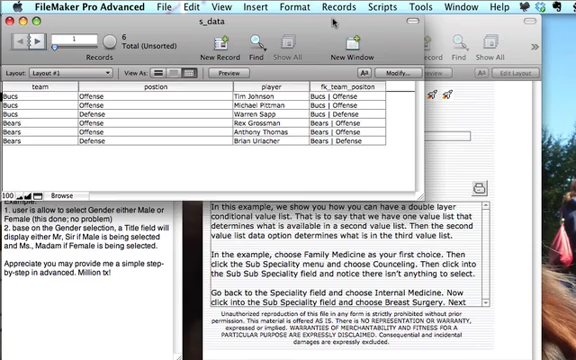 FileMaker Pro Advanced File Edit View Insert Format Records Scripts Tools Window Help
s_data
1
6
Total (Unsorted)
Records
New Record Find Show All New Window
Layout: Layout #1 View As: Preview Modify...
review Edit Layout
team postion player fk_team_positon
Bucs Offense Tim Johnson Bucs | Offense
Bucs Offense Michael Pittman Bucs | Offense
Bucs Defense Warren Sapp Bucs | Defense
Bears Offense Rex Grossman Bears | Offense
Bears Offense Anthony Thomas Bears | Offense
Bears Defense Brian Urlacher Bears | Defense
100 Browse
Example:
1. user is allow to select Gender either Male or
Female (this done; no problem)
2. base on the Gender selection, a Title field will
display either Mr, Sir if Male is being selected
and Ms., Madam if Female is being selected.
Appreciate you may provide me a simple step-
by-step in advanced. Million tx!
In this example, we show you how you can have a double layer
conditional value list. That is to say that we have one value list that
determines what is available in a second value list. Then the second
value list data option determines what is in the third value list.
In the example, choose Family Medicine as your first choice. Then
click the Sub Speciality menu and choose Counseling. Then click into
the Sub Sub Speciality field and notice there isn't anything to select.
Go back to the Speciality field and choose Internal Medicine. Now
click into the Sub Speciality field and choose Breast Surgery. Next
Unauthorized reproduction of this file in any form is strictly prohibited without prior
permission. This material is offered AS IS. There is NO REPRESENTATION OR WARRANTY,
expressed or implied. WARRANTIES OF MERCHANTABILITY AND FITNESS FOR A
PARTICULAR PURPOSE ARE EXPRESSLY DISCLAIMED. Consequential and incidental
damages are expressly excluded.